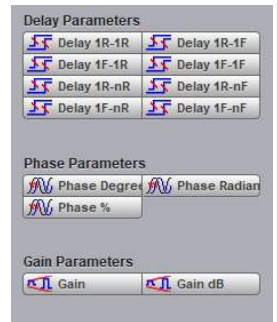 Delay Parameters
Delay 1R-1R Delay 1R-1F
Delay 1F-1R Delay 1F-1F
Delay 1R-nR Delay 1R-nF
Delay 1F-nR Delay 1F-nF
Phase Parameters
Phase Degree Phase Radian
Phase %
Gain Parameters
Gain Gain dB